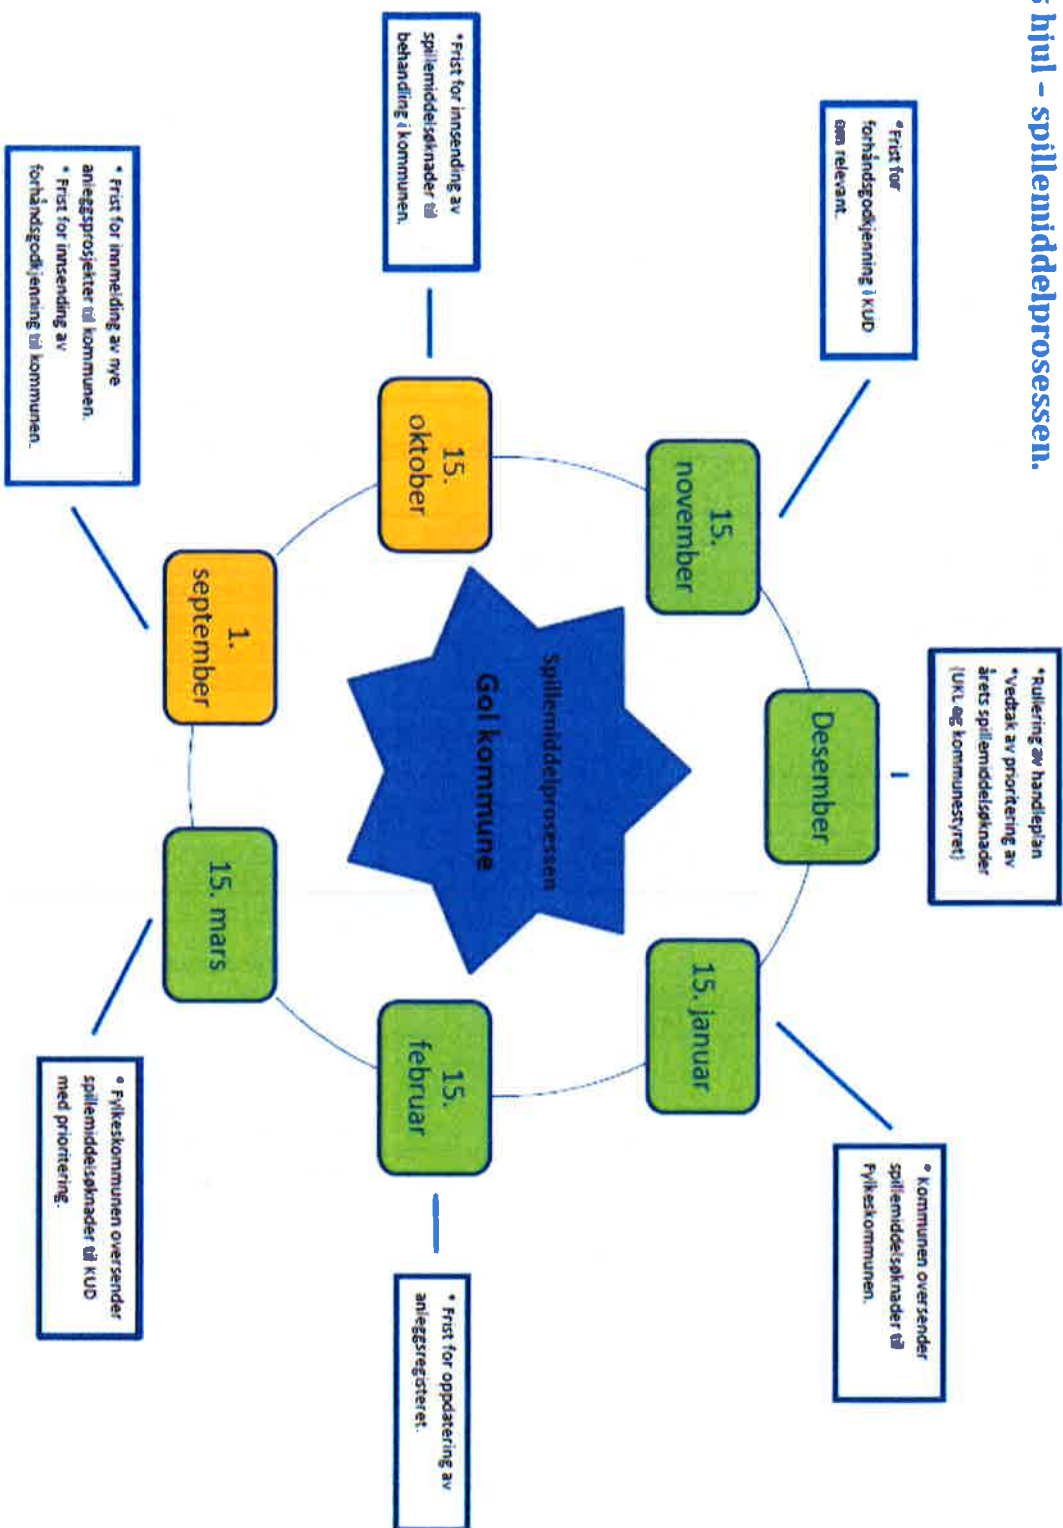 hjul – spillemiddelprosessen.
*Rullering av handleplan
*Vedtak av prioritering av
årets spillemiddelsøknader
(UKL og kommunestyret)
*Frist for
forhåndsgodkjenning i KUD
om relevant.
Desember
* Kommunen oversender
spillemiddelsøknader til
Fylkeskommunen.
15.
november
15. januar
Spillemiddelprosessen
Gol kommune
*Frist for innsending av
spillemiddelsøknader til
behandling i kommunen.
15.
oktober
15.
februar
* Frist for oppdatering av
anleggsregisteret.
1.
september
15. mars
* Frist for innmelding av nye
anleggsprosjekter til kommunen.
* Frist for innsending av
forhåndsgodkjenning til kommunen.
* Fylkeskommunen oversender
spillemiddelsøknader til KUD
med prioritering.